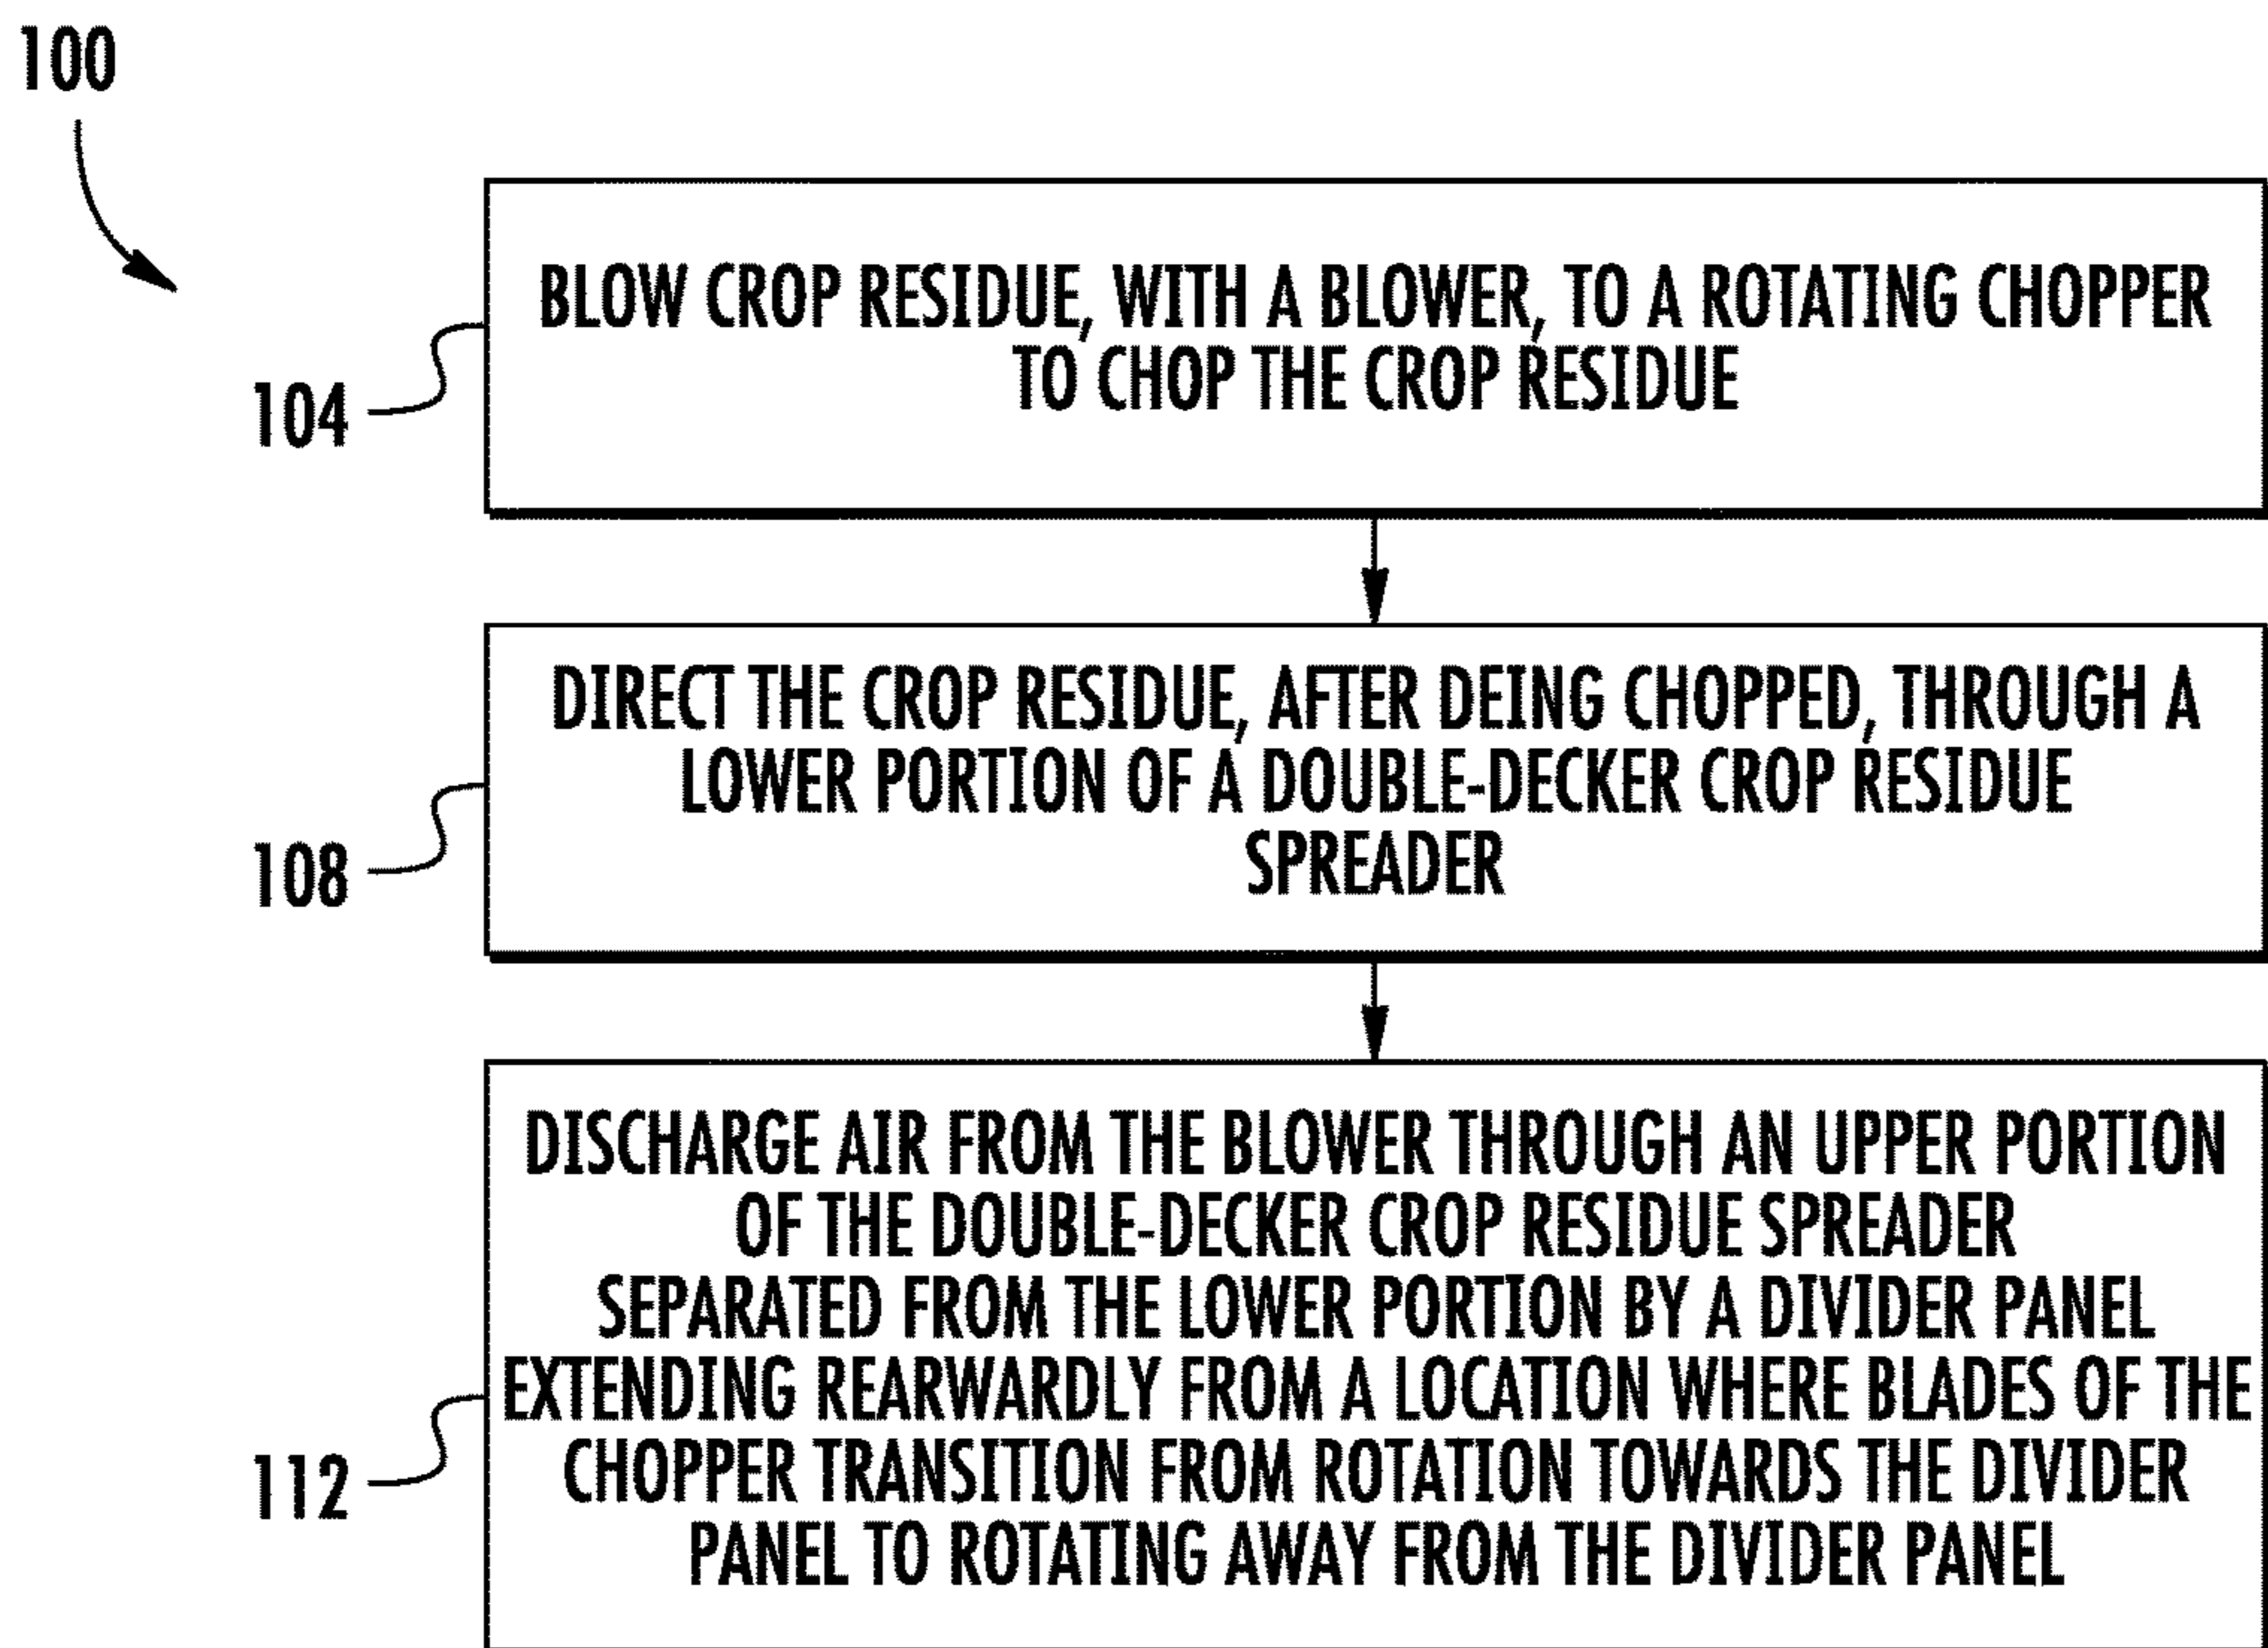 100
BLOW CROP RESIDUE, WITH A BLOWER, TO A ROTATING CHOPPER
TO CHOP THE CROP RESIDUE
104
DIRECT THE CROP RESIDUE, AFTER DEING CHOPPED, THROUGH A
LOWER PORTION OF A DOUBLE-DECKER CROP RESIDUE
SPREADER
108
DISCHARGE AIR FROM THE BLOWER THROUGH AN UPPER PORTION
OF THE DOUBLE-DECKER CROP RESIDUE SPREADER
SEPARATED FROM THE LOWER PORTION BY A DIVIDER PANEL
EXTENDING REARWARDLY FROM A LOCATION WHERE BLADES OF THE
CHOPPER TRANSITION FROM ROTATION TOWARDS THE DIVIDER
PANEL TO ROTATING AWAY FROM THE DIVIDER PANEL
112